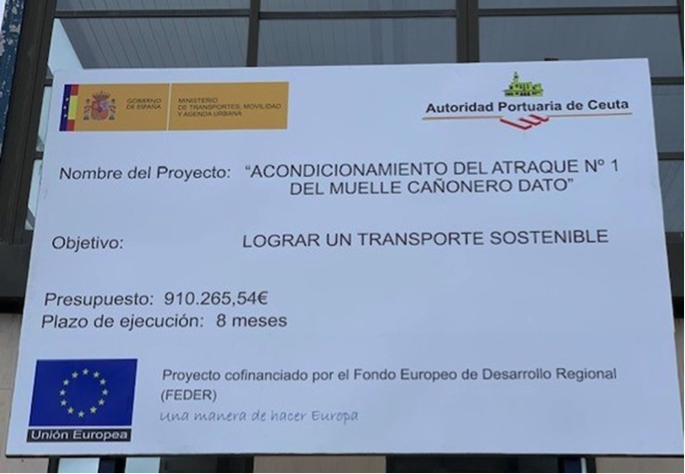 GOBIERNO
DE ESPAÑA
MINISTERIO
DE TRANSPORTES, MOVILIDAD
Y AGENDA URBANA
Autoridad Portuaria de Ceuta
Nombre del Proyecto: “ACONDICIONAMIENTO DEL ATRAQUE Nº 1
DEL MUELLE CAÑONERO DATO”
Objetivo: LOGRAR UN TRANSPORTE SOSTENIBLE
Presupuesto: 910.265,54€
Plazo de ejecución: 8 meses
Proyecto cofinanciado por el Fondo Europeo de Desarrollo Regional
(FEDER)
Una manera de hacer Europa
Unión Europea